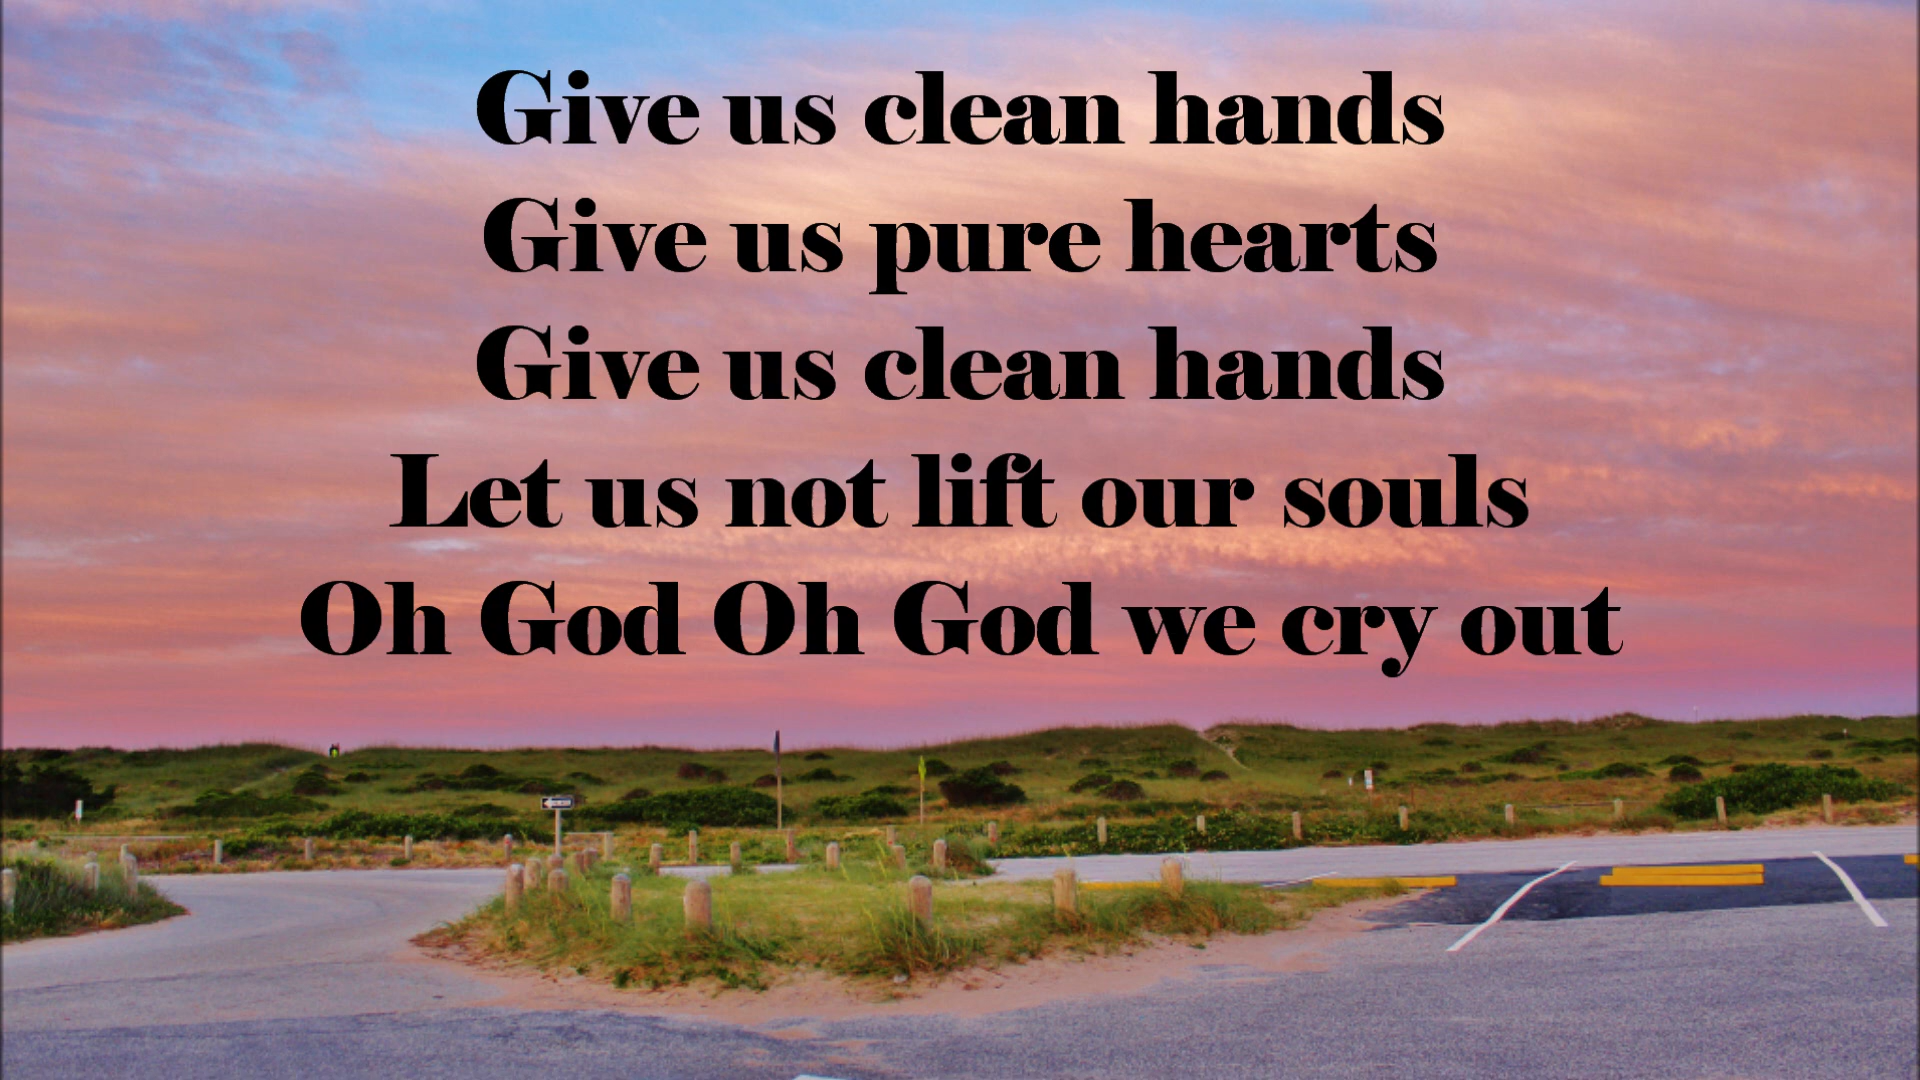 Give us clean hands
Give us pure hearts
Give us clean hands
Let us not lift our souls
Oh God Oh God we cry out